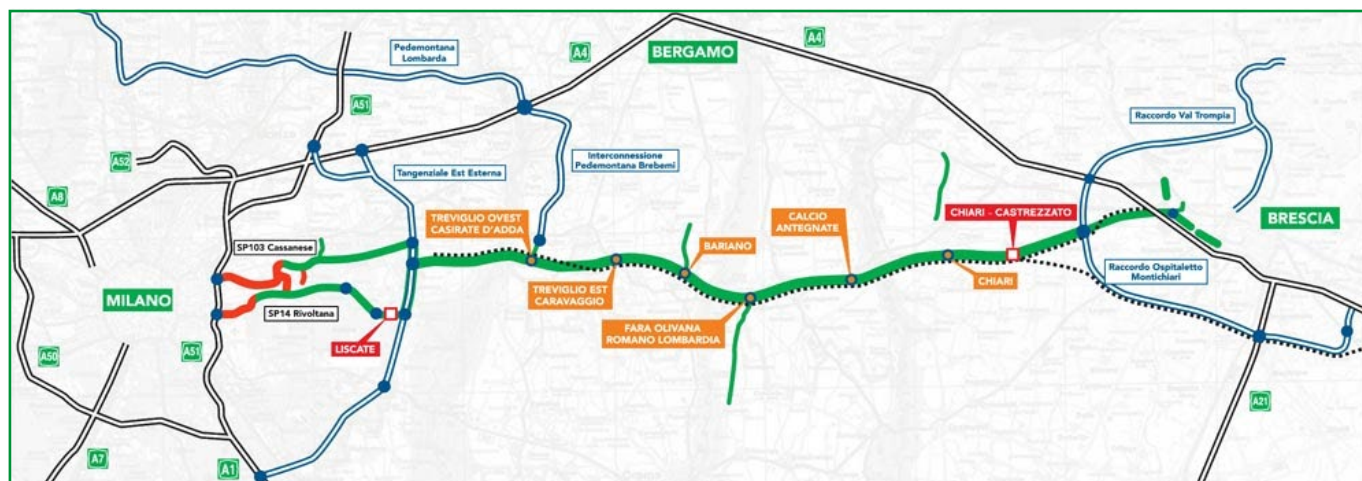 Pedemontana
Lombarda
A4
BERGAMO
A4
A51
A52
A8
Raccordo Val Trompia
Interconnessione
Pedemontana Brebemi
Tangenziale Est Esterna
TREVIGLIO OVEST
CASIRATE D'ADDA
CALCIO
ANTEGNATE
CHIARI - CASTREZZATO
BRESCIA
SP103 Cassanese
BARIANO
MILANO
SP14 Rivoltana
TREVIGLIO EST
CARAVAGGIO
CHIARI
Raccordo Ospitaletto
Montichiari
LISCATE
FARA OLIVANA
ROMANO LOMBARDIA
A50
A51
A21
A7
A1